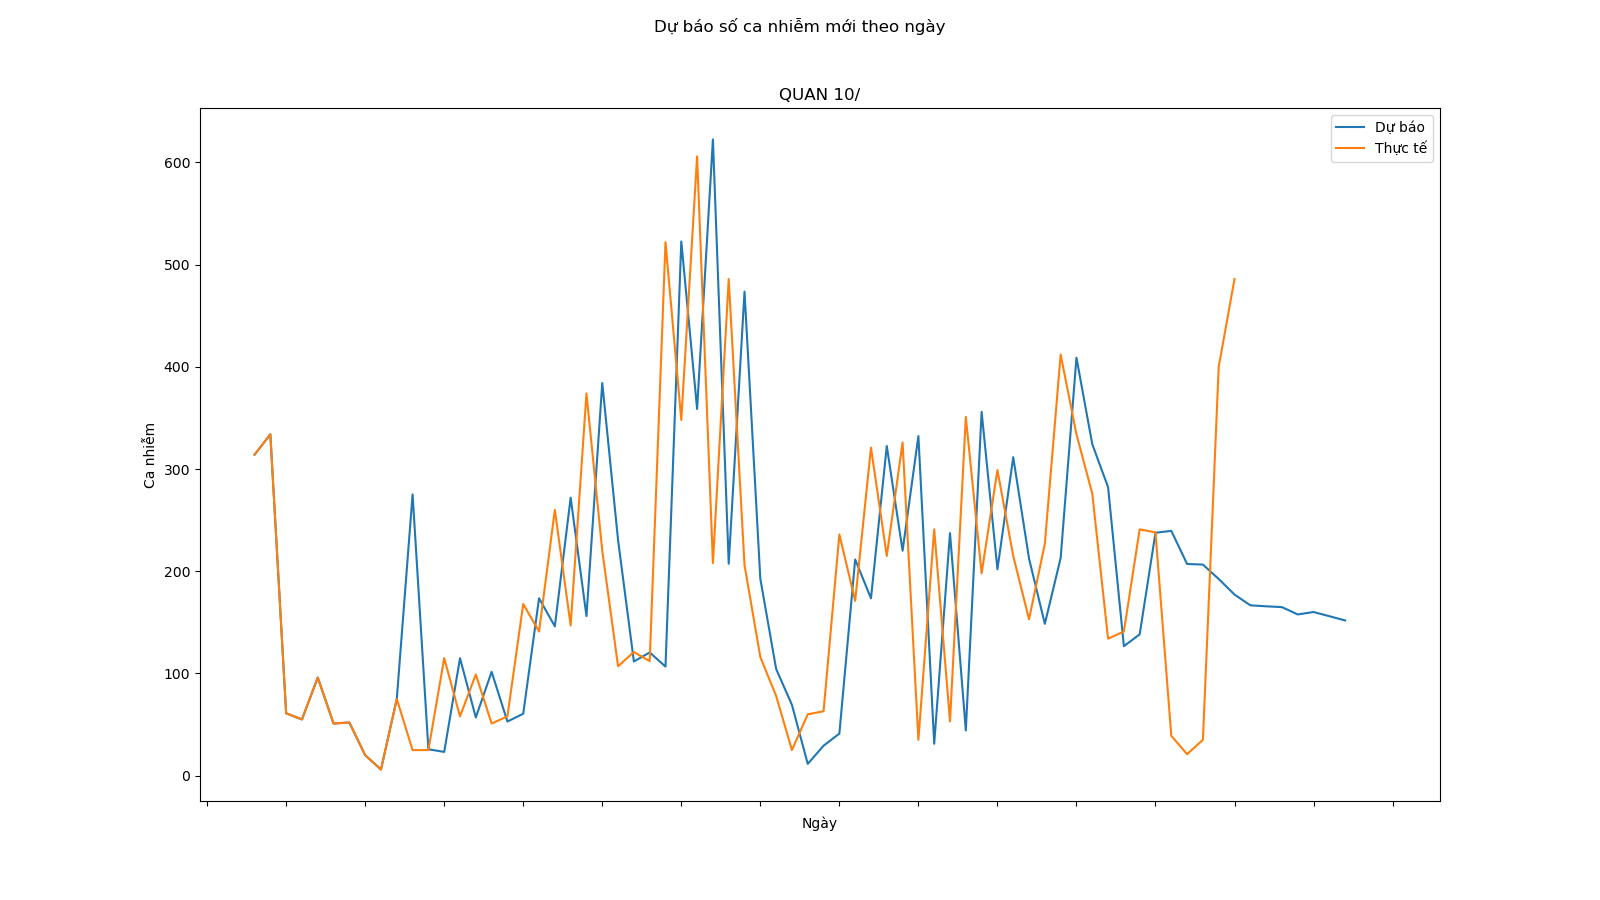 Dự báo số ca nhiễm mới theo ngày
QUAN 10/
Dự báo
Thực tế
600
500
400
300
200
100
0
Ca nhiễm
Ngày